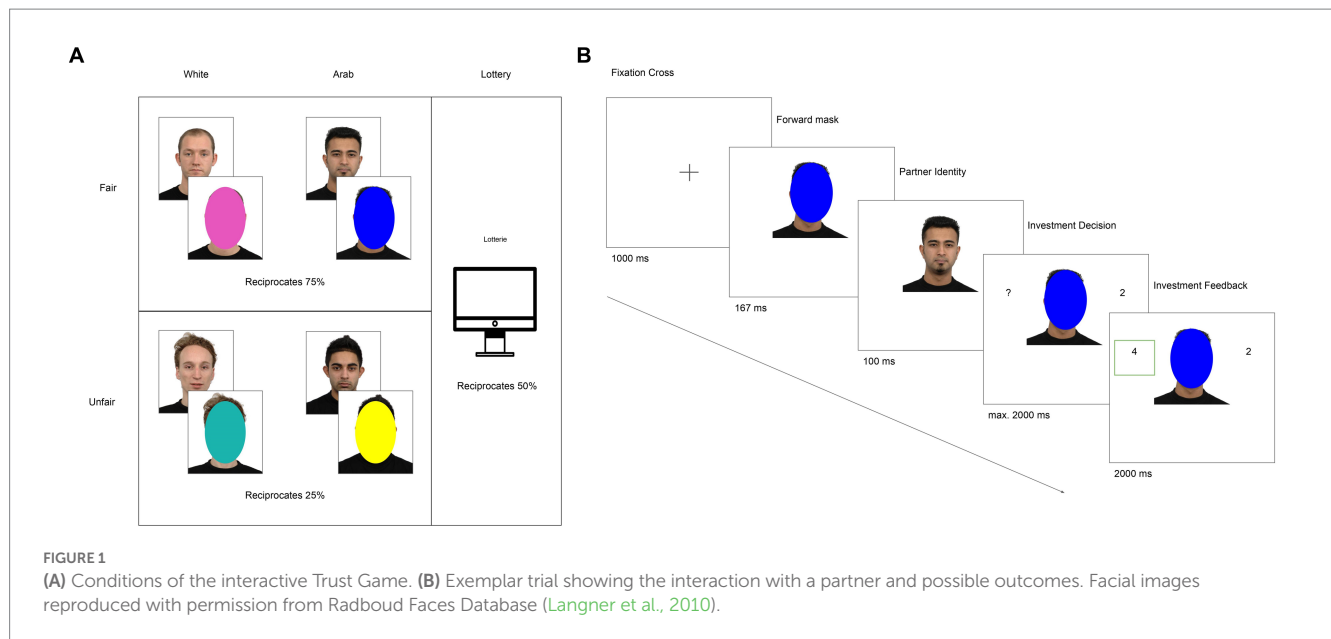 A
White Arab Lottery
Fair
Reciprocates 75%
Lotterie
Reciprocates 50%
Unfair
Reciprocates 25%
B
Fixation Cross
1000 ms
Forward mask
167 ms
Partner Identity
100 ms
Investment Decision
? 2
max. 2000 ms
Investment Feedback
4 2
2000 ms
FIGURE 1
(A) Conditions of the interactive Trust Game. (B) Exemplar trial showing the interaction with a partner and possible outcomes. Facial images
reproduced with permission from Radboud Faces Database (Langner et al., 2010).